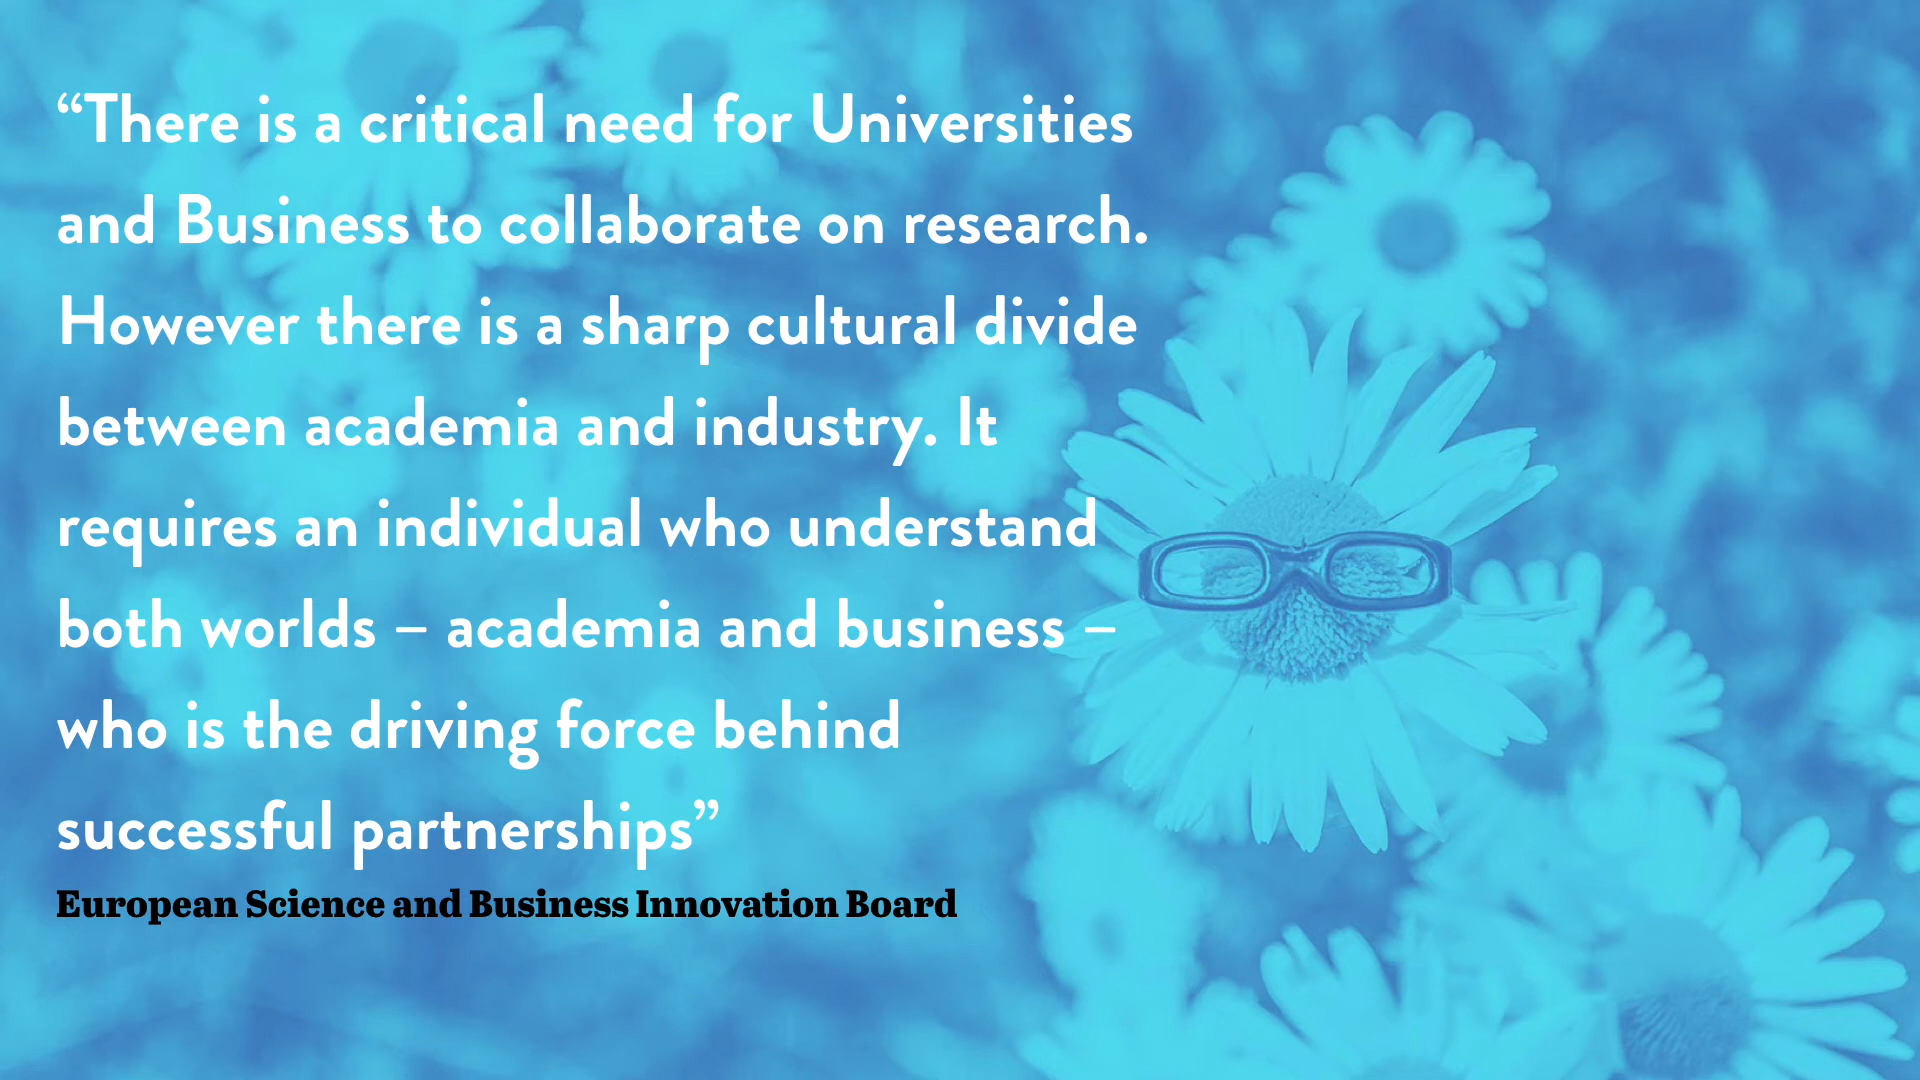 “There is a critical need for Universities
and Business to collaborate on research.
However there is a sharp cultural divide
between academia and industry. It
requires an individual who understand
both worlds – academia and business –
who is the driving force behind
successful partnerships”
European Science and Business Innovation Board